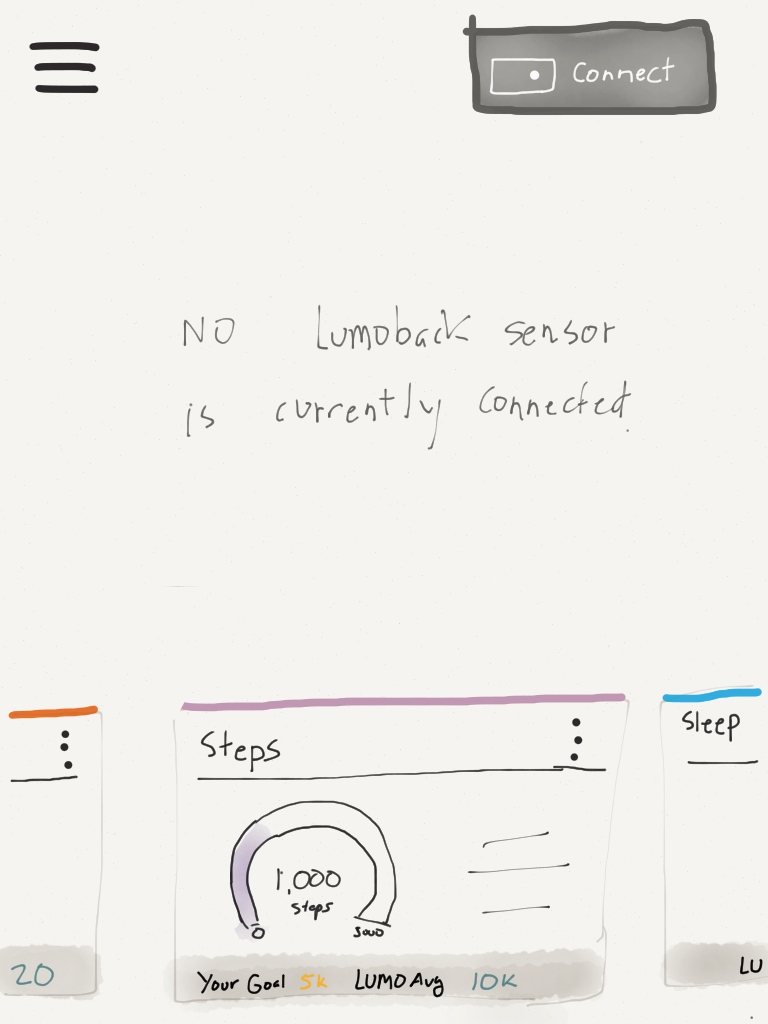 Connect
NO Lumoback sensor
is currently connected.
Steps
Sleep
1,000
steps
0
5000
20
Your Goal 5k LUMO Avg 10K
LU